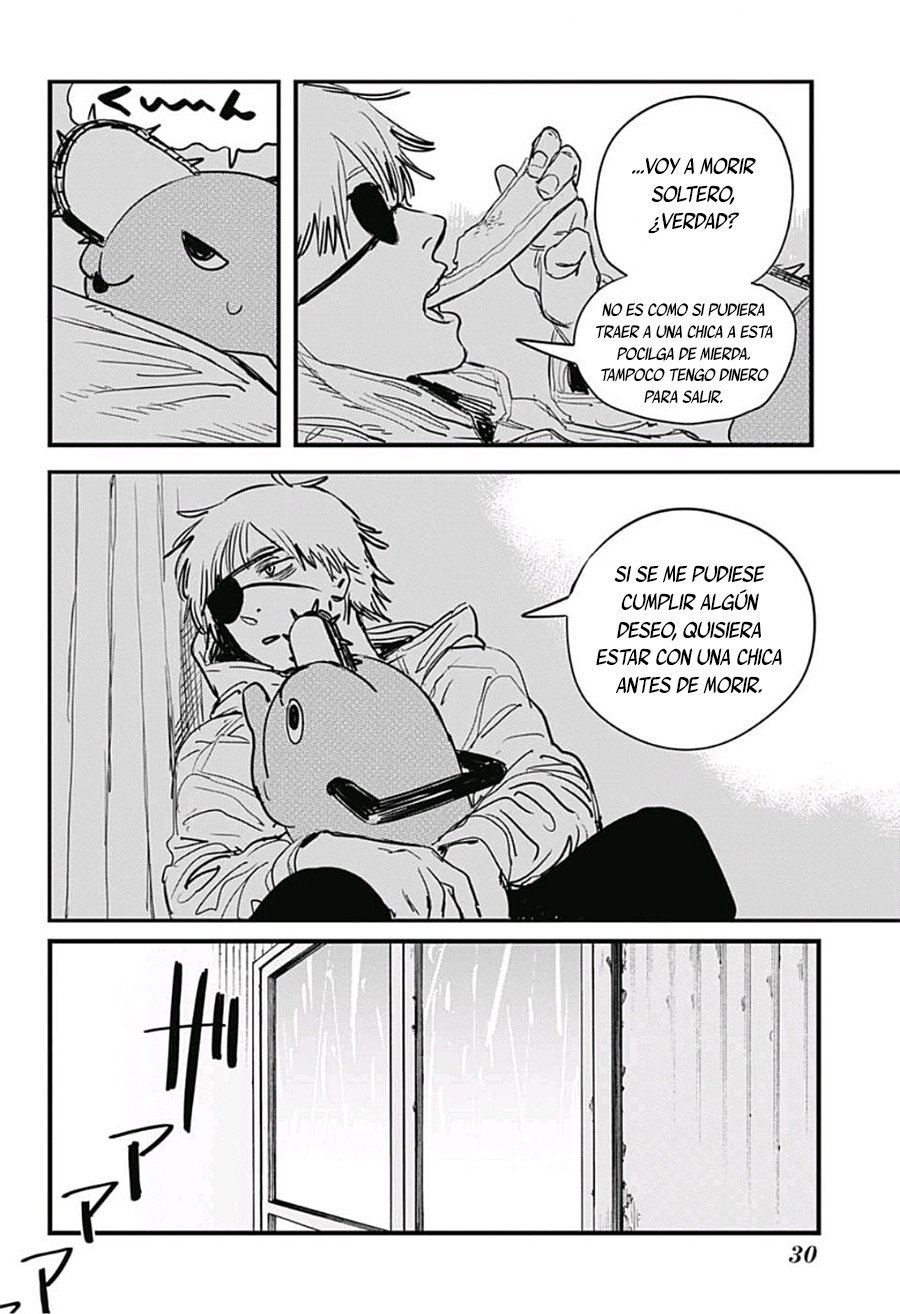 ...VOY A MORIR
SOLTERO,
¿VERDAD?
NO ES COMO SI PUDIERA
TRAER A UNA CHICA A ESTA
POCILGA DE MIERDA.
TAMPOCO TENGO DINERO
PARA SALIR.
SI SE ME PUDIESE
CUMPLIR ALGÚN
DESEO, QUISIERA
ESTAR CON UNA CHICA
ANTES DE MORIR.
30